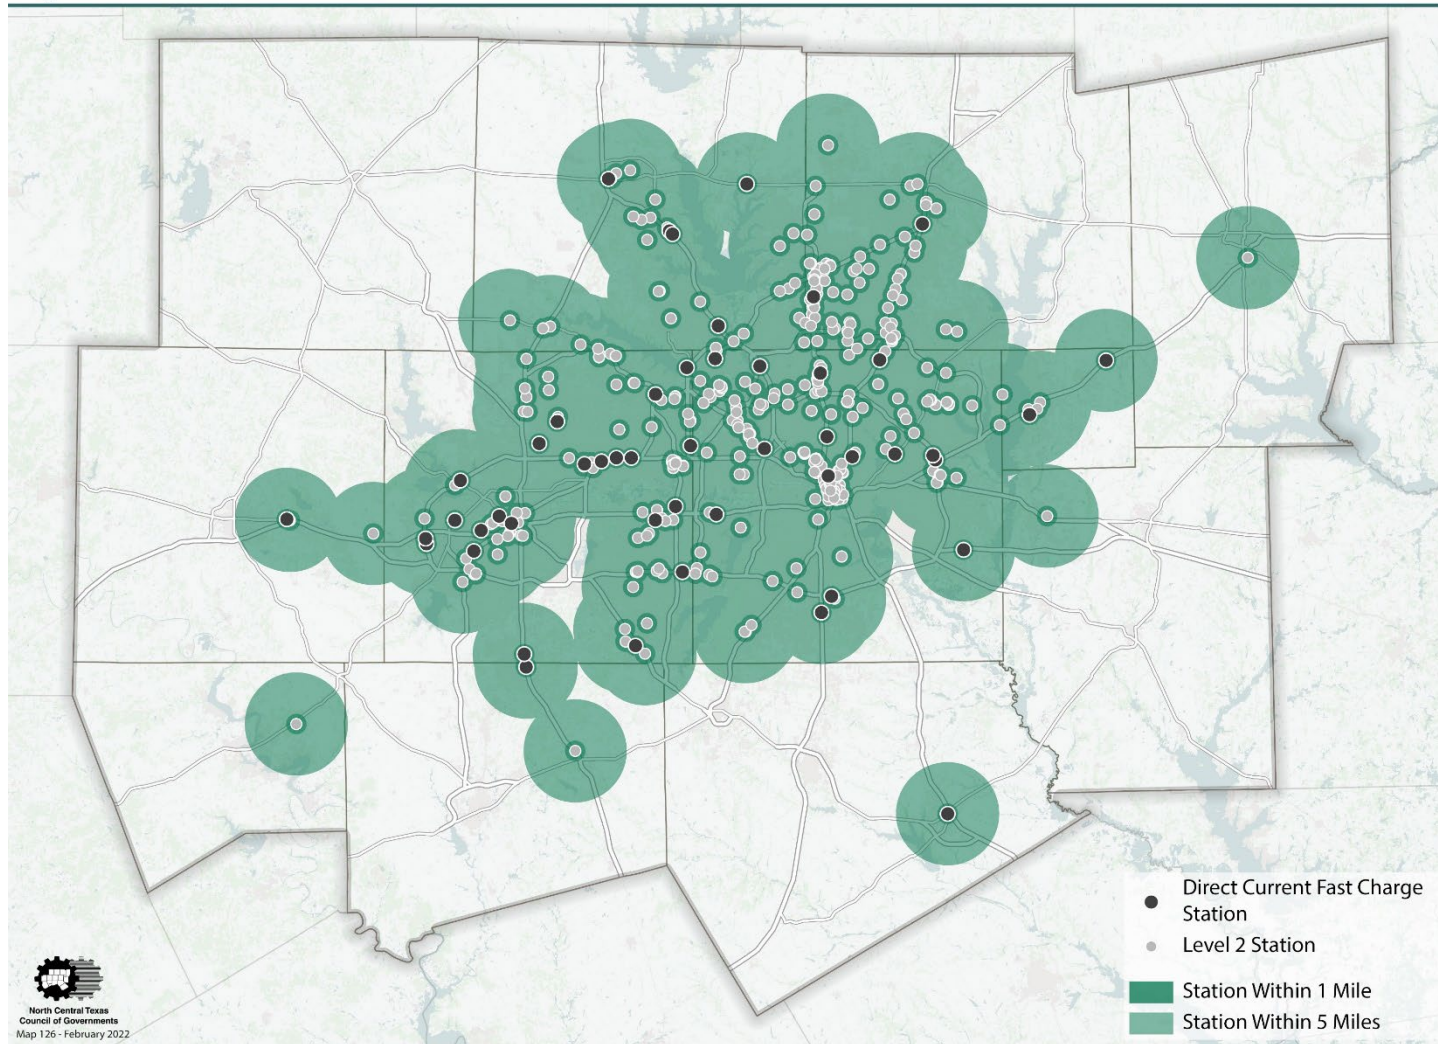 Direct Current Fast Charge
Station
Level 2 Station
Station Within 1 Mile
Station Within 5 Miles
North Central Texas
Council of Governments
Map 126 - February 2022